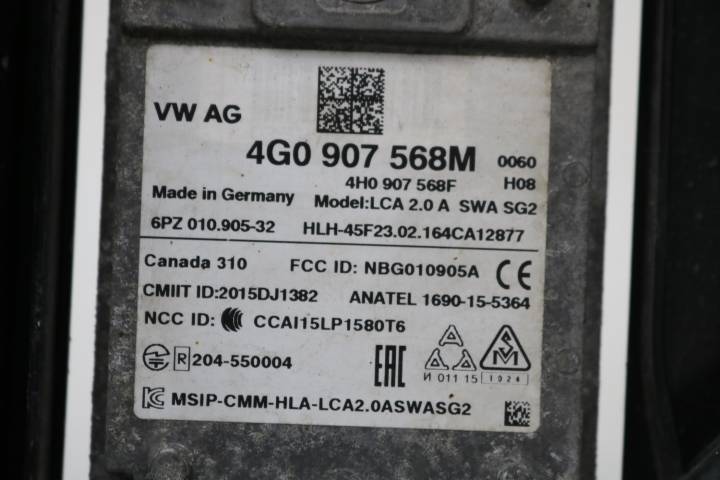 VW AG
4G0 907 568M 0060
4H0 907 568F H08
Made in Germany Model:LCA 2.0 A SWA SG2
6PZ 010.905-32 HLH-45F23.02.164CA12877
Canada 310 FCC ID: NBG010905A CE
CMIIT ID:2015DJ1382 ANATEL 1690-15-5364
NCC ID: CCAI15LP1580T6
R 204-550004 EAC И 011 15 S M 1024
MSIP-CMM-HLA-LCA2.0ASWASG2